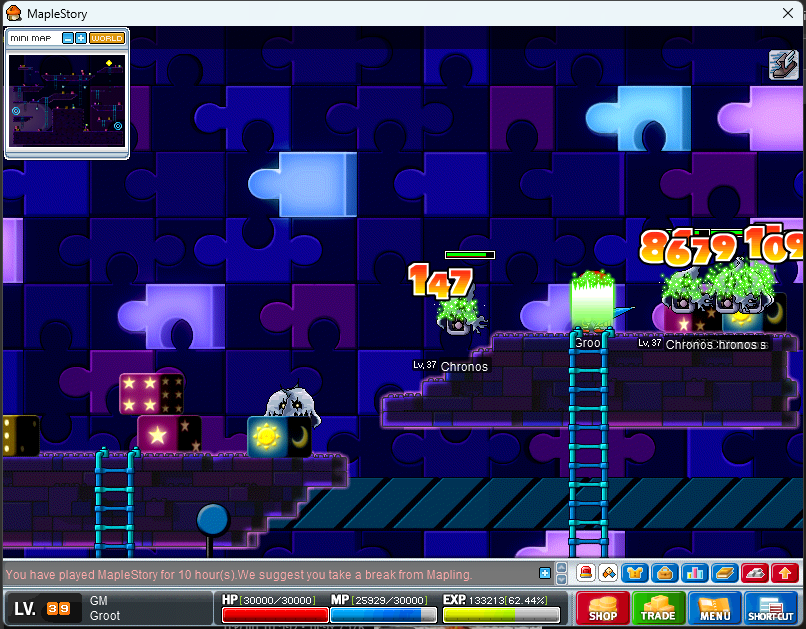 MapleStory
MINI MAP
WORLD
147
8679
109
Lv. 37 Chronos
Groo
Lv. 37 Chronos
You have played MapleStory for 10 hour(s).We suggest you take a break from Mapling.
LV. 39
GM
Groot
HP [30000/30000]
MP [25929/30000]
EXP 133213[62.44%]
SHOP
TRADE
MENU
SHORTCUT